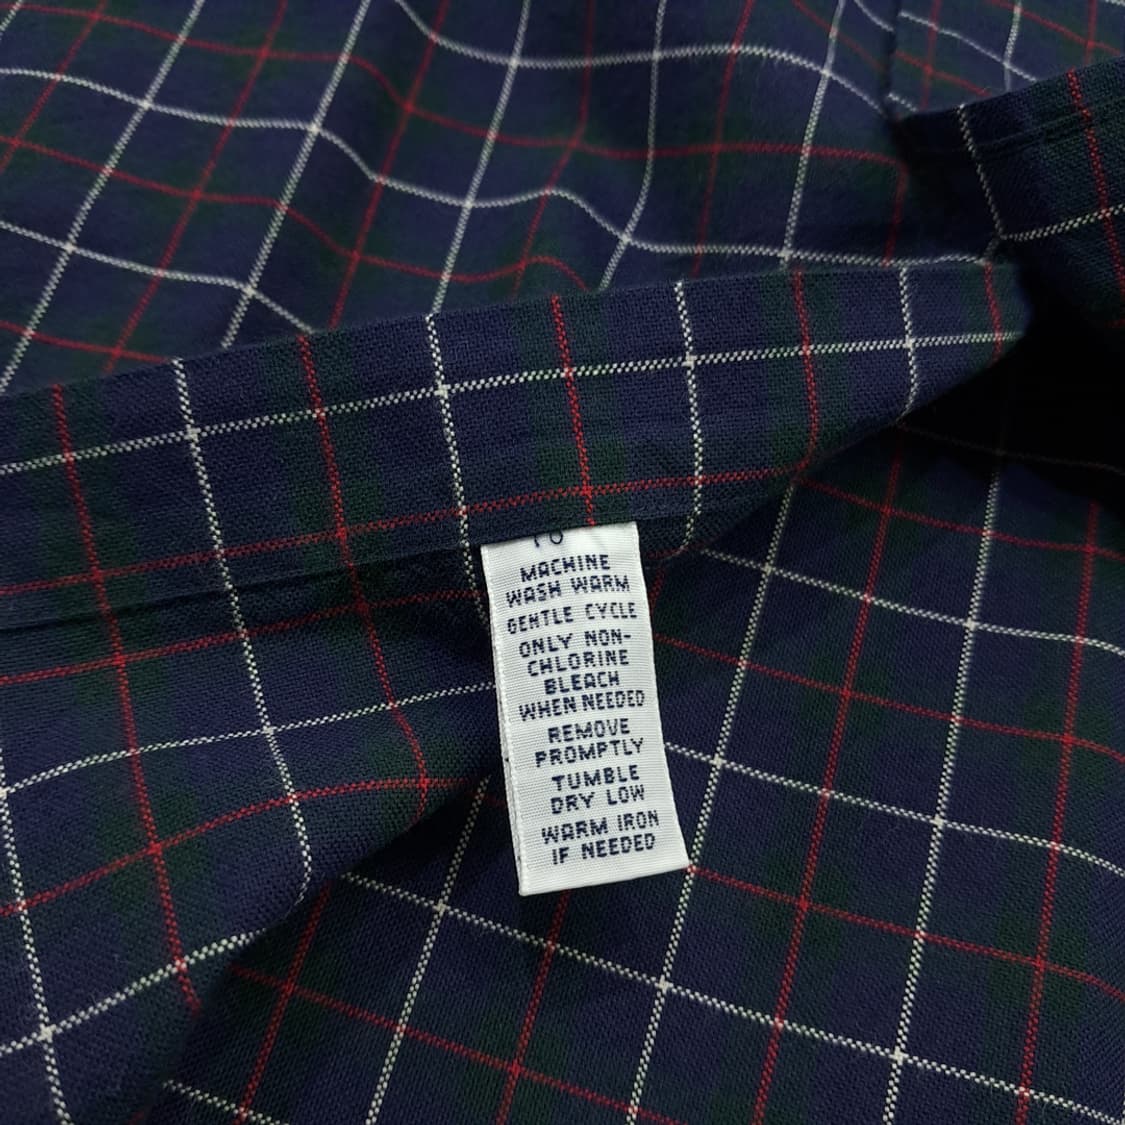 MACHINE
WASH WARM
GENTLE CYCLE
ONLY NON-
CHLORINE
BLEACH
WHEN NEEDED
REMOVE
PROMPTLY
TUMBLE
DRY LOW
WARM IRON
IF NEEDED